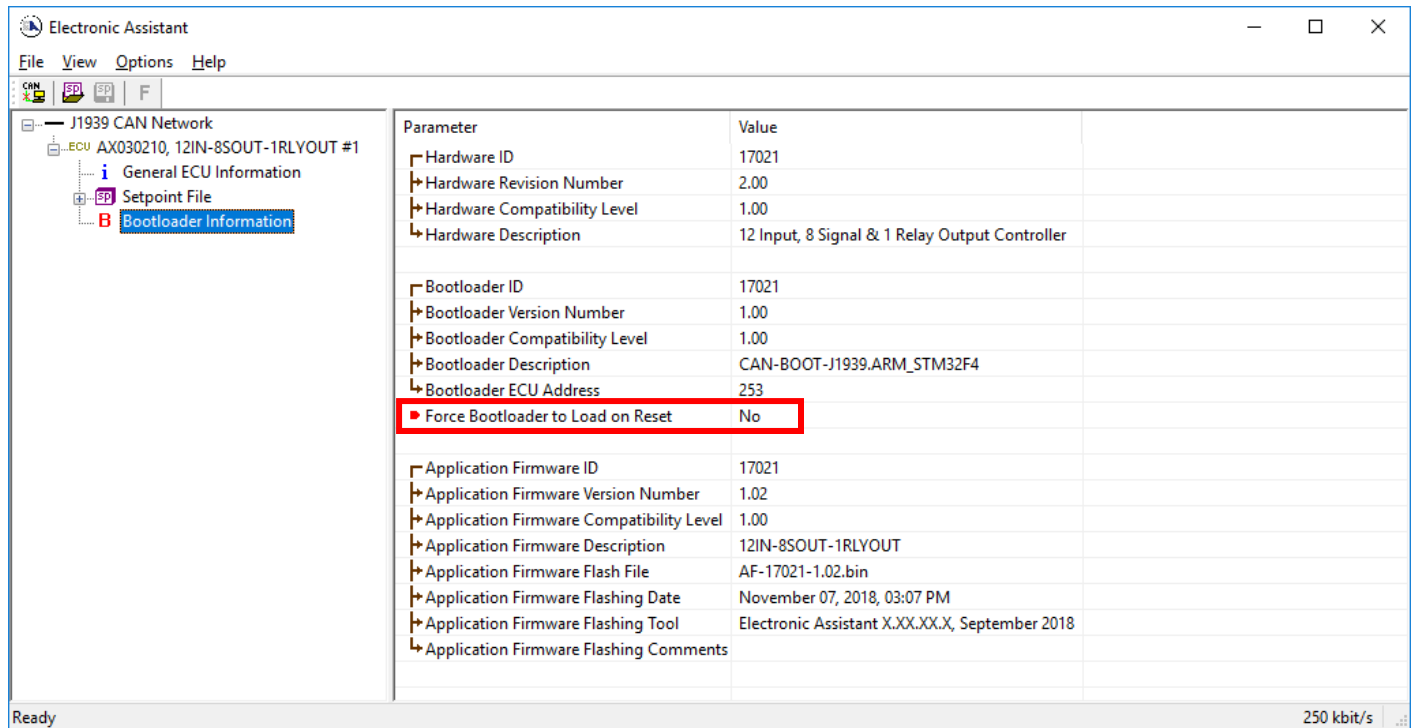 Electronic Assistant
File View Options Help
CAN SP SP F
J1939 CAN Network
ECU AX030210, 12IN-8SOUT-1RLYOUT #1
i General ECU Information
SP Setpoint File
B Bootloader Information
Parameter Value
Hardware ID 17021
Hardware Revision Number 2.00
Hardware Compatibility Level 1.00
Hardware Description 12 Input, 8 Signal & 1 Relay Output Controller
Bootloader ID 17021
Bootloader Version Number 1.00
Bootloader Compatibility Level 1.00
Bootloader Description CAN-BOOT-J1939.ARM_STM32F4
Bootloader ECU Address 253
Force Bootloader to Load on Reset No
Application Firmware ID 17021
Application Firmware Version Number 1.02
Application Firmware Compatibility Level 1.00
Application Firmware Description 12IN-8SOUT-1RLYOUT
Application Firmware Flash File AF-17021-1.02.bin
Application Firmware Flashing Date November 07, 2018, 03:07 PM
Application Firmware Flashing Tool Electronic Assistant X.XX.XX.X, September 2018
Application Firmware Flashing Comments
Ready 250 kbit/s